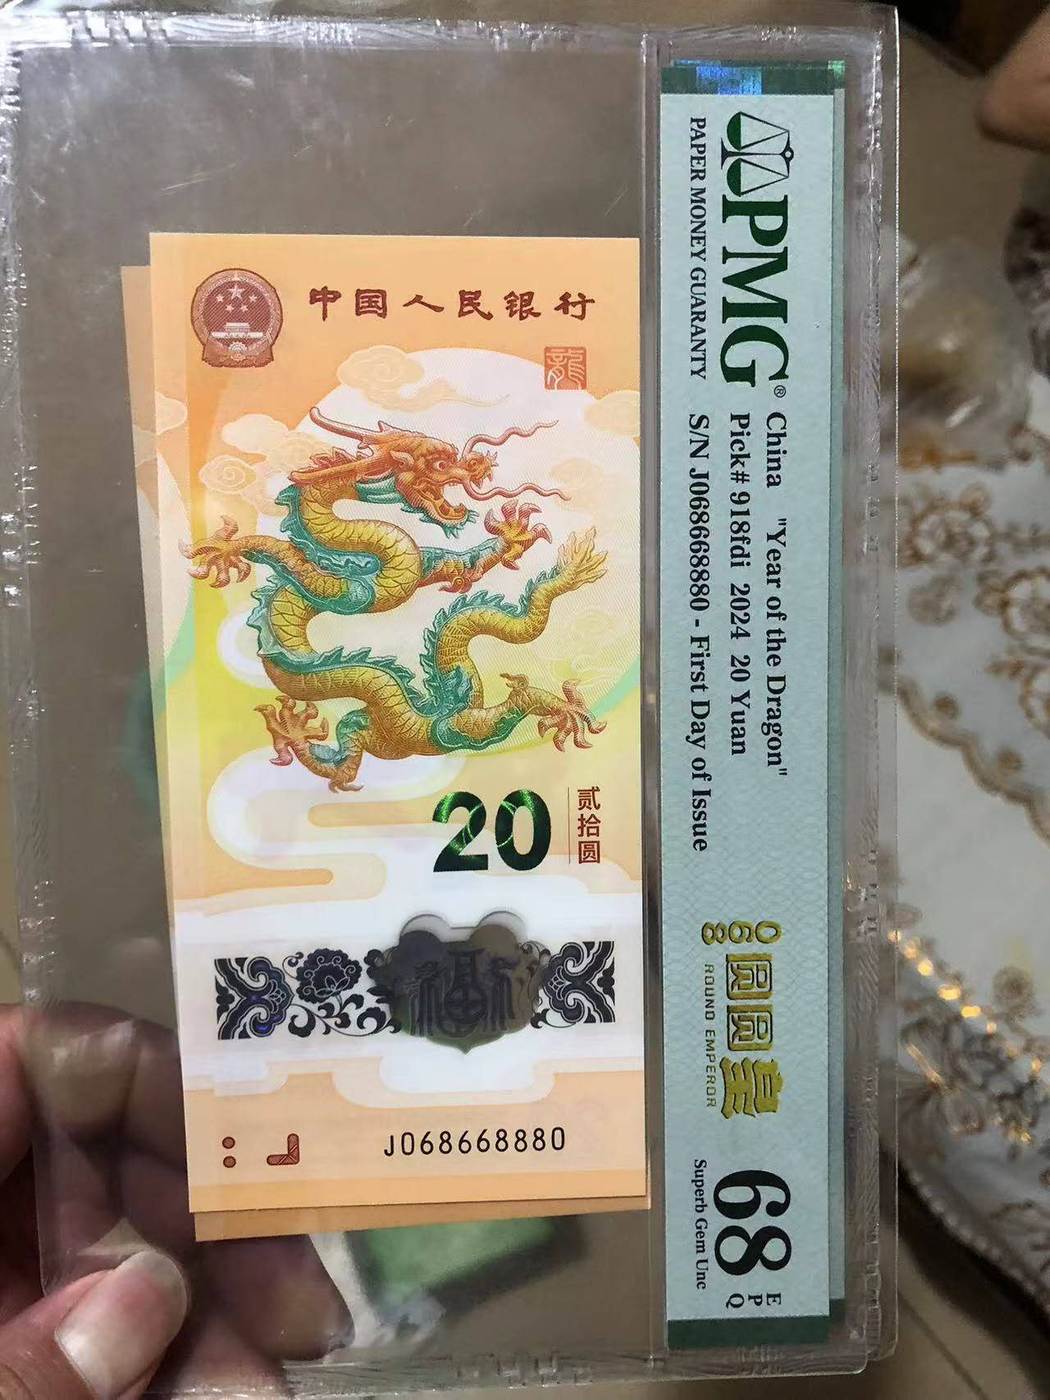 中国人民银行
龍
20
贰拾圆
福
J068668880
PMG®
PAPER MONEY GUARANTY
China "Year of the Dragon"
Pick# 918fdi 2024 20 Yuan
S/N J068668880 - First Day of Issue
068
圆圆皇
ROUND EMPEROR
68
EPQ
Superb Gem Unc